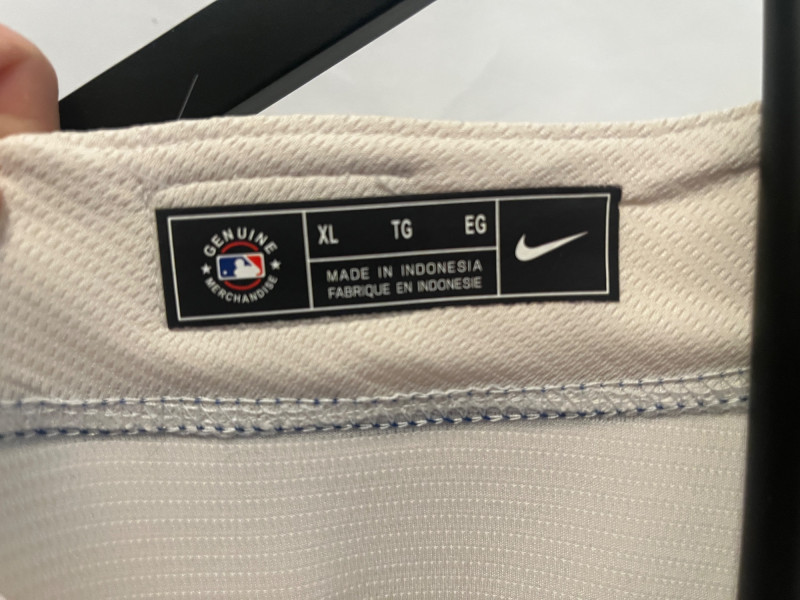 GENUINE
MERCHANDISE
XL TG EG
MADE IN INDONESIA
FABRIQUE EN INDONESIE